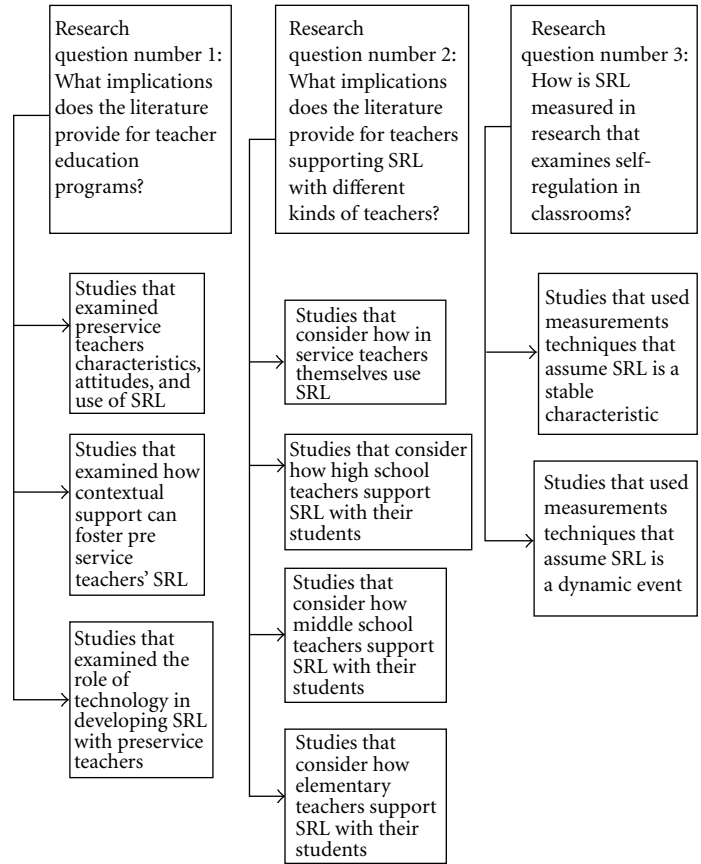 Research
question number 1:
What implications
does the literature
provide for teacher
education
programs?
Studies that
examined
preservice
teachers
characteristics,
attitudes, and
use of SRL
Studies that
examined how
contextual
support can
foster pre
service
teachers’ SRL
Studies that
examined the
role of
technology in
developing SRL
with preservice
teachers
Research
question number 2:
What implications
does the literature
provide for teachers
supporting SRL
with different
kinds of teachers?
Studies that
consider how in
service teachers
themselves use
SRL
Studies that consider
how high school
teachers support
SRL with their
students
Studies that
consider how
middle school
teachers support
SRL with their
students
Studies that
consider how
elementary
teachers support
SRL with their
students
Research
question number 3:
How is SRL
measured in
research that
examines self-
regulation in
classrooms?
Studies that used
measurements
techniques that
assume SRL is a
stable
characteristic
Studies that used
measurements
techniques that
assume SRL is
a dynamic event